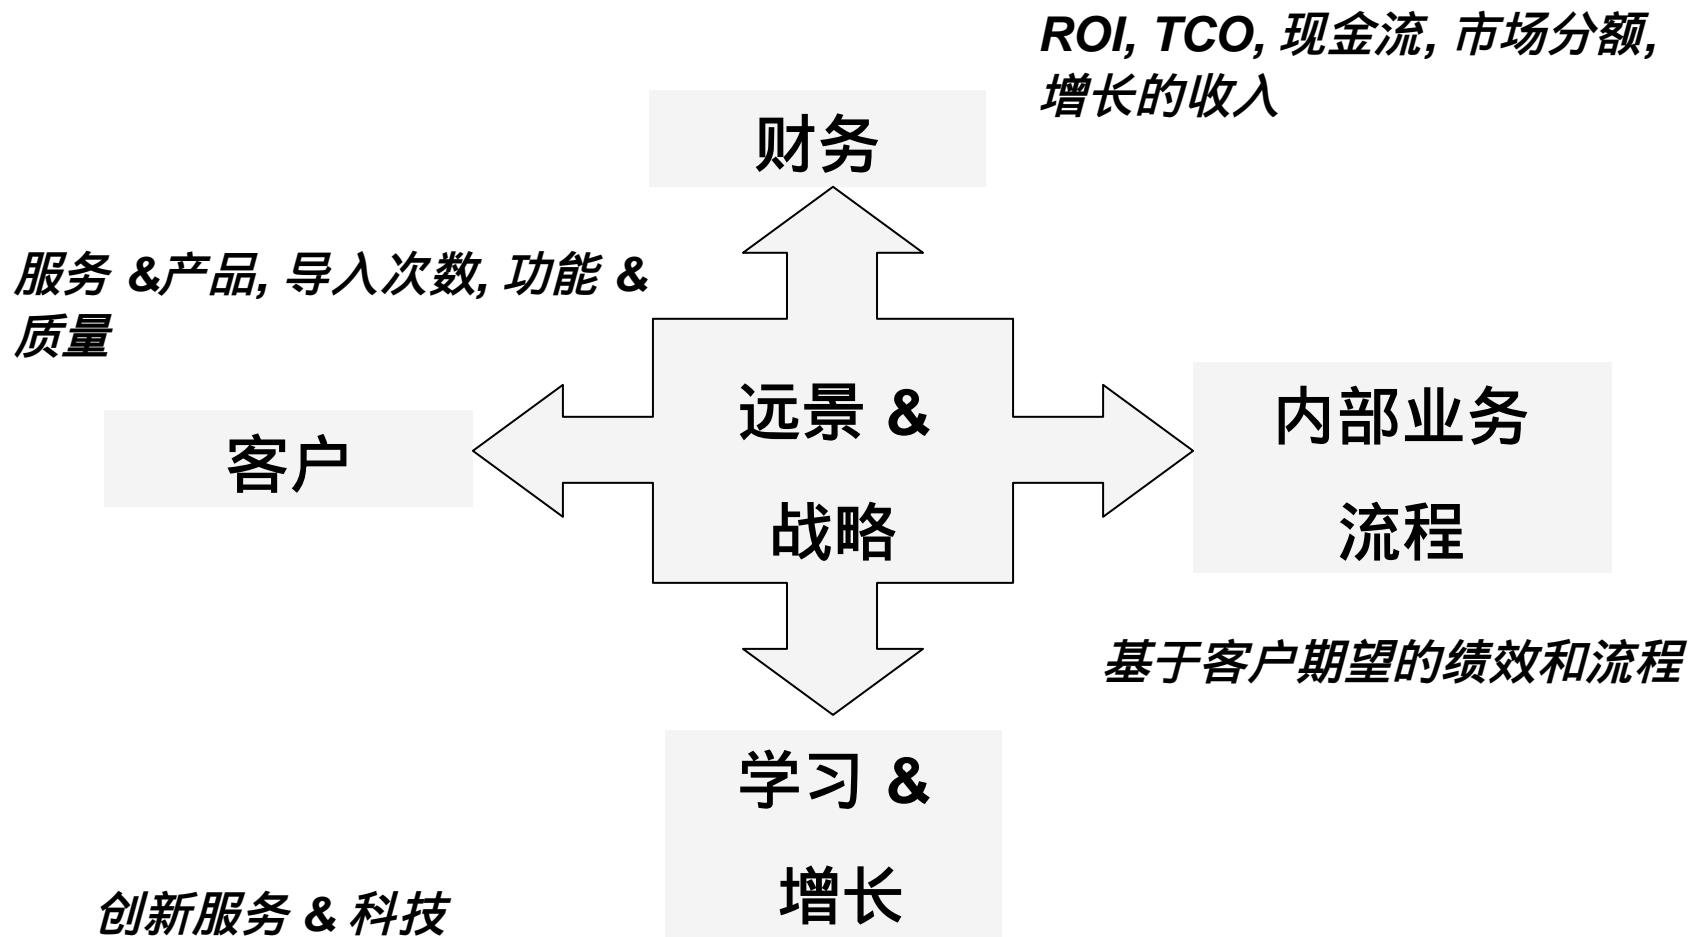 ROI, TCO, 现金流, 市场分额,
增长的收入
财务
服务 &产品, 导入次数, 功能 &
质量
远景 &
战略
客户
内部业务
流程
基于客户期望的绩效和流程
学习 &
增长
创新服务 & 科技